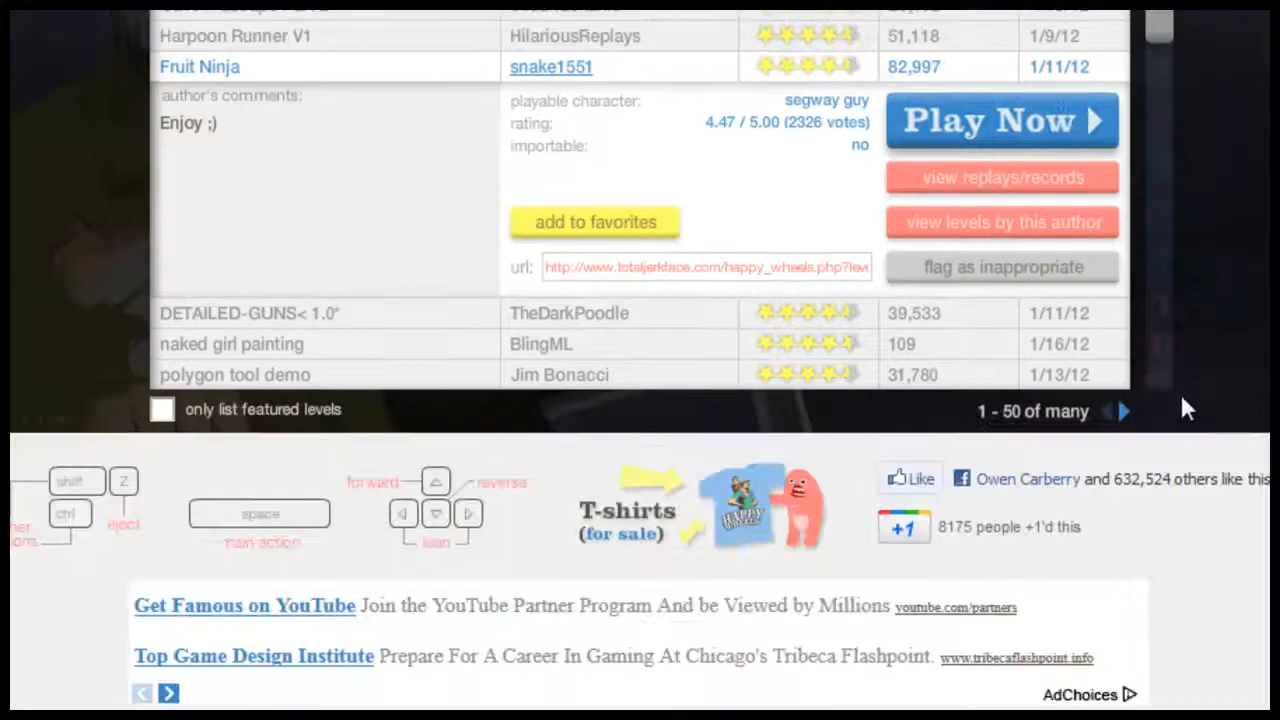 Harpoon Runner V1 HilariousReplays 51,118 1/9/12
Fruit Ninja snake1551 82,997 1/11/12
author's comments:
Enjoy ;)
playable character: segway guy
rating: 4.47 / 5.00 (2326 votes)
importable: no
Play Now
view replays/records
add to favorites
view levels by this author
url: http://www.totaljerkface.com/happy_wheels.php?lev
flag as inappropriate
DETAILED-GUNS< 1.0* TheDarkPoodle 39,533 1/11/12
naked girl painting BlingML 109 1/16/12
polygon tool demo Jim Bonacci 31,780 1/13/12
only list featured levels 1 - 50 of many
shift Z
ctrl
eject
space
main action
forward reverse
lean
T-shirts
(for sale)
HAPPY
Like Owen Carberry and 632,524 others like this
+1 8175 people +1'd this
Get Famous on YouTube Join the YouTube Partner Program And be Viewed by Millions youtube.com/partners
Top Game Design Institute Prepare For A Career In Gaming At Chicago's Tribeca Flashpoint. www.tribecaflashpoint.info
AdChoices